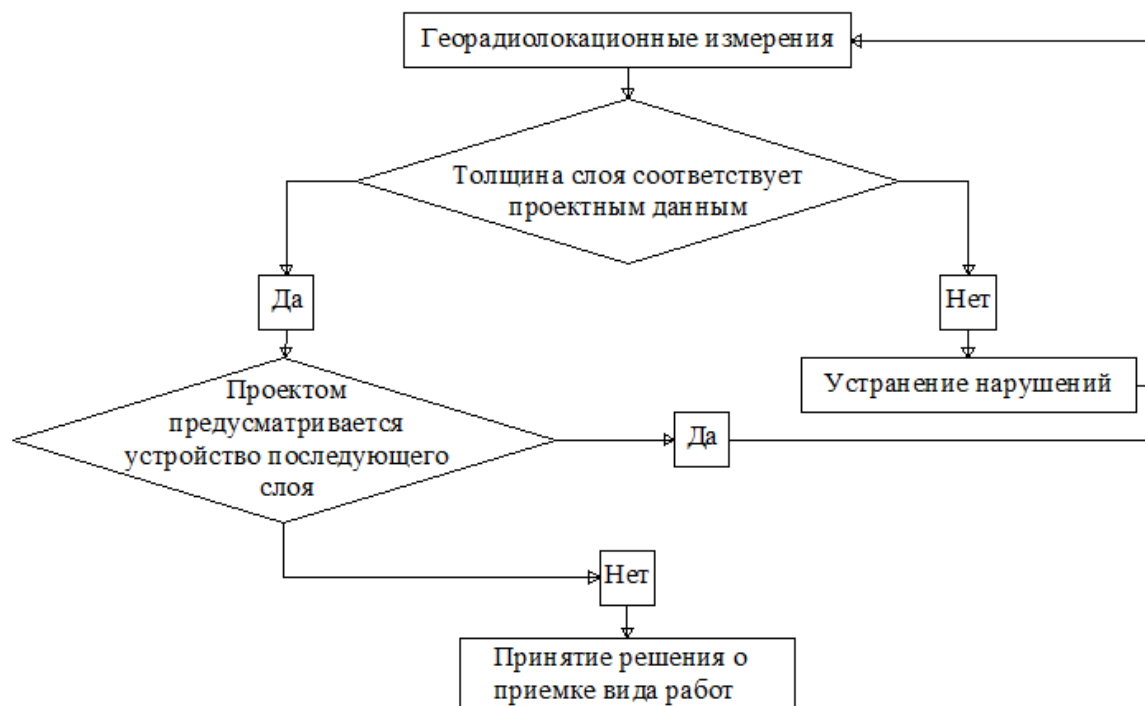 Георадиолокационные измерения
Толщина слоя соответствует
проектным данным
Да
Нет
Устранение нарушений
Проектом
предусматривается
устройство последующего
слоя
Да
Нет
Принятие решения о
приемке вида работ